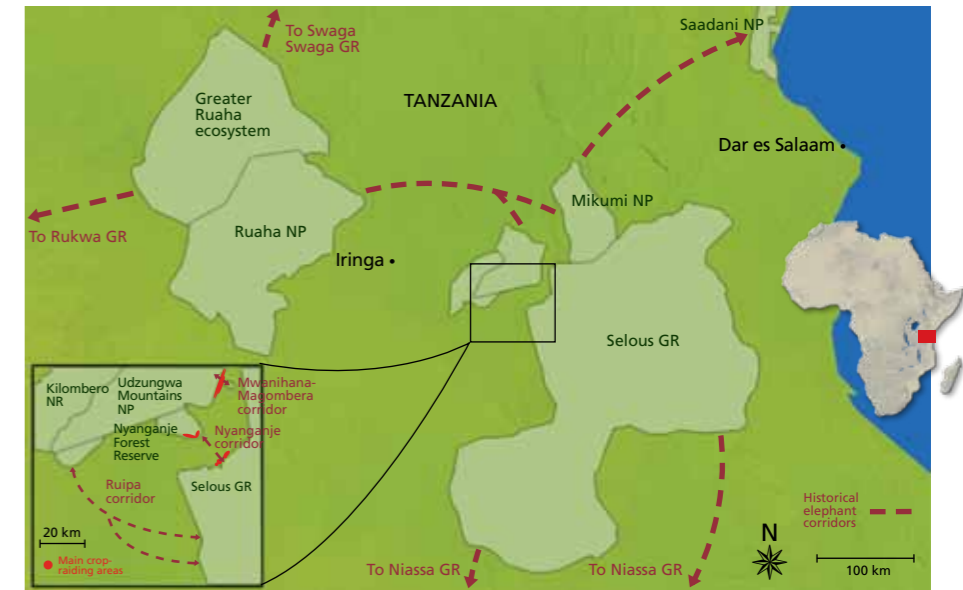 Saadani NP
To Swaga
Swaga GR
Greater
Ruaha
ecosystem
TANZANIA
Dar es Salaam
Mikumi NP
To Rukwa GR
Ruaha NP
Iringa
Selous GR
Kilombero
NR
Udzungwa
Mountains
NP
Mwanihana-
Magombera
corridor
Nyanganje
Forest
Reserve
Nyanganje
corridor
Ruipa
corridor
Selous GR
20 km
Main crop-
raiding areas
To Niassa GR
To Niassa GR
Historical
elephant
corridors
N
100 km